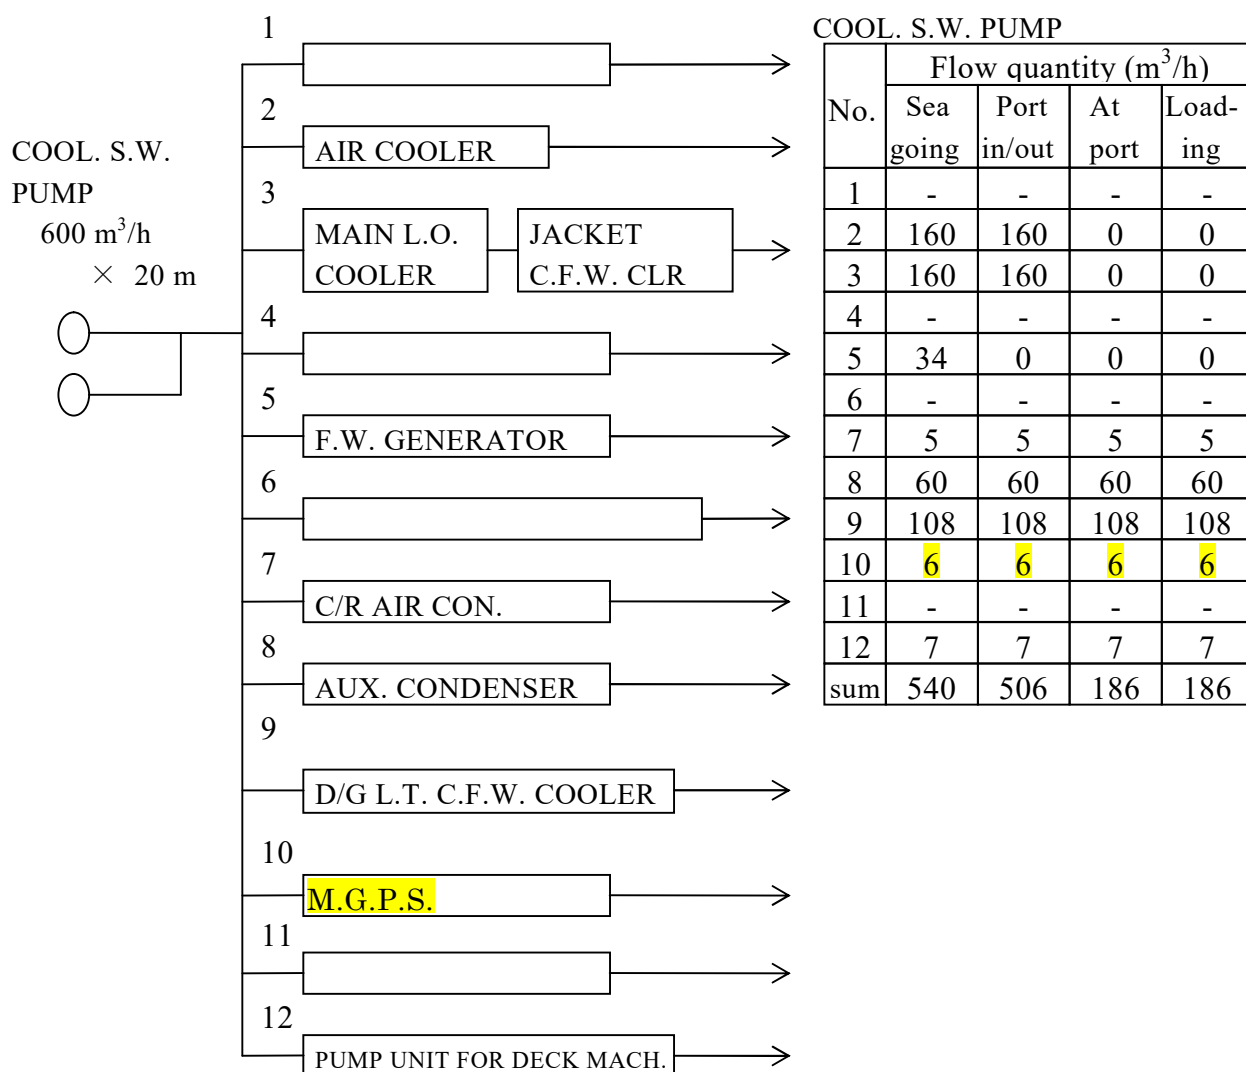 1
2
AIR COOLER
COOL. S.W.
PUMP
600 m³/h
× 20 m
3
MAIN L.O.
COOLER
JACKET
C.F.W. CLR
4
5
F.W. GENERATOR
6
7
C/R AIR CON.
8
AUX. CONDENSER
9
D/G L.T. C.F.W. COOLER
10
M.G.P.S.
11
12
PUMP UNIT FOR DECK MACH.
COOL. S.W. PUMP
Flow quantity (m³/h)
No. Sea Port At Load-
going in/out port ing
1 - - - -
2 160 160 0 0
3 160 160 0 0
4 - - - -
5 34 0 0 0
6 - - - -
7 5 5 5 5
8 60 60 60 60
9 108 108 108 108
10 6 6 6 6
11 - - - -
12 7 7 7 7
sum 540 506 186 186